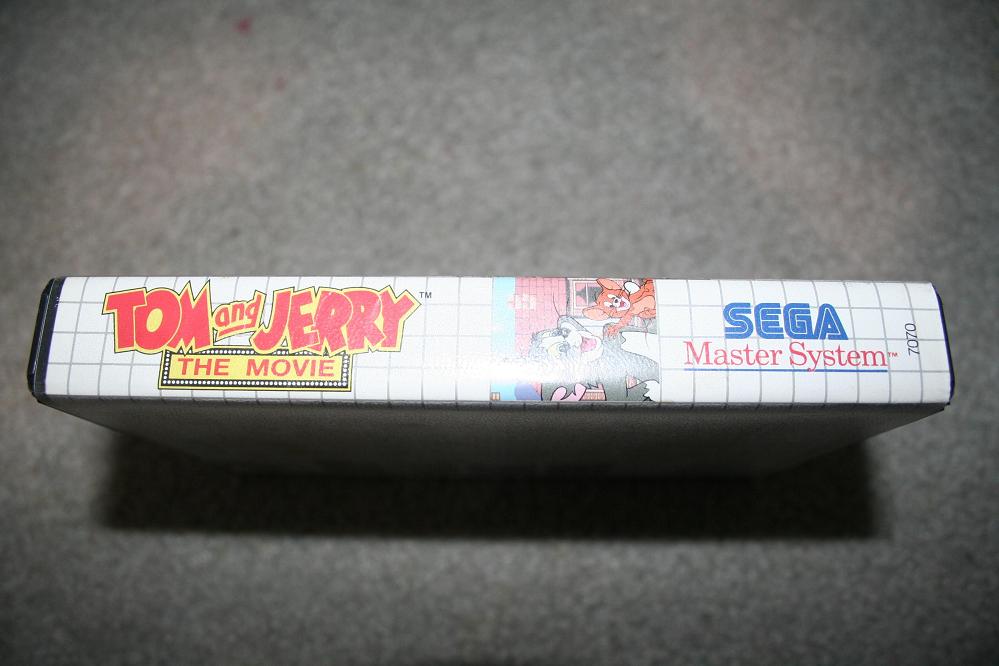 TOM and JERRY™
THE MOVIE
SEGA
Master System™
7070